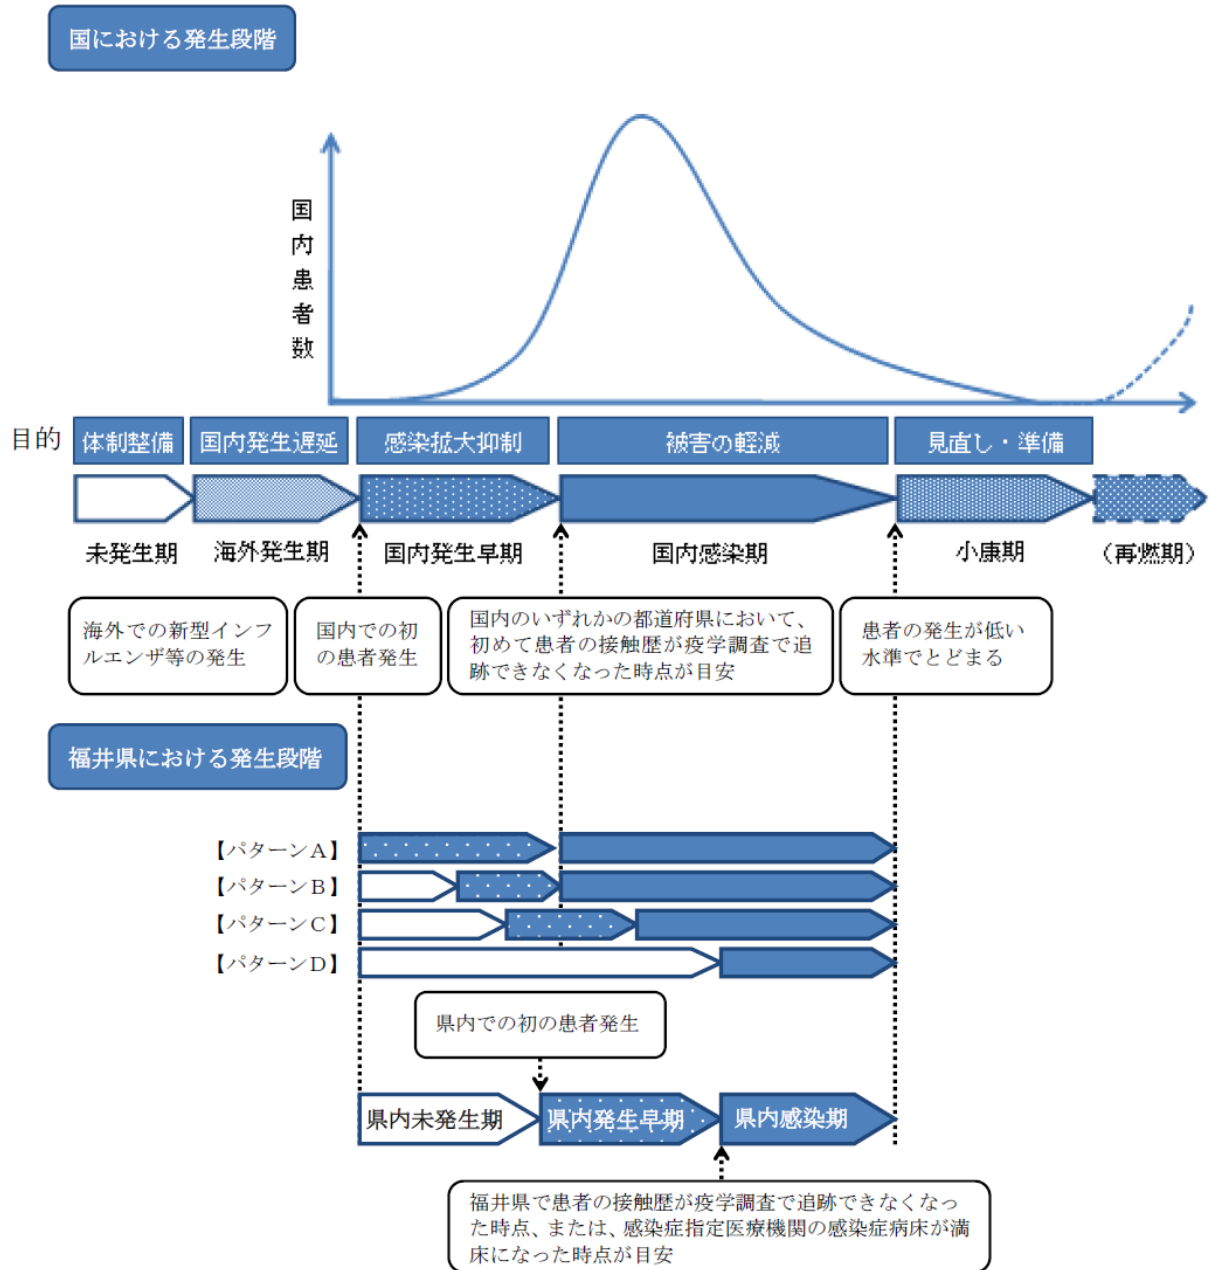 国における発生段階
国内患者数
目的
体制整備
国内発生遅延
感染拡大抑制
被害の軽減
見直し・準備
未発生期
海外発生期
国内発生早期
国内感染期
小康期
（再燃期）
海外での新型インフ
ルエンザ等の発生
国内での初
の患者発生
国内のいずれかの都道府県において、
初めて患者の接触歴が疫学調査で追
跡できなくなった時点が目安
患者の発生が低い
水準でとどまる
福井県における発生段階
【パターンＡ】
【パターンＢ】
【パターンＣ】
【パターンＤ】
県内での初の患者発生
県内未発生期
県内発生早期
県内感染期
福井県で患者の接触歴が疫学調査で追跡できなくなっ
た時点、または、感染症指定医療機関の感染症病床が満
床になった時点が目安